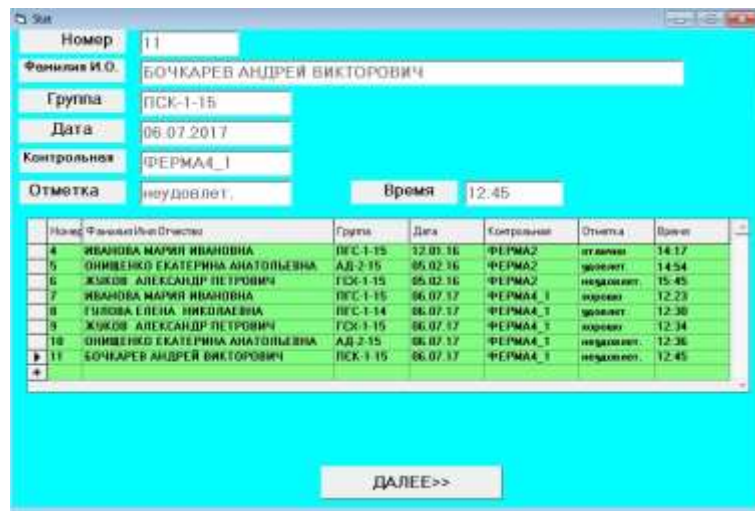 Stat
Номер 11
Фамилия И.О. БОЧКАРЕВ АНДРЕЙ ВИКТОРОВИЧ
Группа ПСК-1-15
Дата 06.07.2017
Контрольная ФЕРМА4_1
Отметка неудовлет. Время 12:45
Номер Фамилия Имя Отчество Группа Дата Контрольная Отметка Время
4 ИВАНОВА МАРИЯ ИВАНОВНА ПГС-1-15 12.01.16 ФЕРМА2 отлично 14:17
5 ОНИЩЕНКО ЕКАТЕРИНА АНАТОЛЬЕВНА АД-2-15 05.02.16 ФЕРМА2 удовлет. 14:54
6 ЖУКОВ АЛЕКСАНДР ПЕТРОВИЧ ГСХ-1-15 05.02.16 ФЕРМА2 неудовлет. 15:45
7 ИВАНОВА МАРИЯ ИВАНОВНА ПГС-1-15 06.07.17 ФЕРМА4_1 хорошо 12:23
8 ЕЛЕНА НИКОЛАЕВНА ПГС-1-14 06.07.17 ФЕРМА4_1 удовлет. 12:30
9 ЖУКОВ АЛЕКСАНДР ПЕТРОВИЧ ГСХ-1-15 06.07.17 ФЕРМА4_1 хорошо 12:34
10 ОНИЩЕНКО ЕКАТЕРИНА АНАТОЛЬЕВНА АД-2-15 06.07.17 ФЕРМА4_1 неудовлет. 12:36
11 БОЧКАРЕВ АНДРЕЙ ВИКТОРОВИЧ ПСК-1-15 06.07.17 ФЕРМА4_1 неудовлет. 12:45
ДАЛЕЕ>>